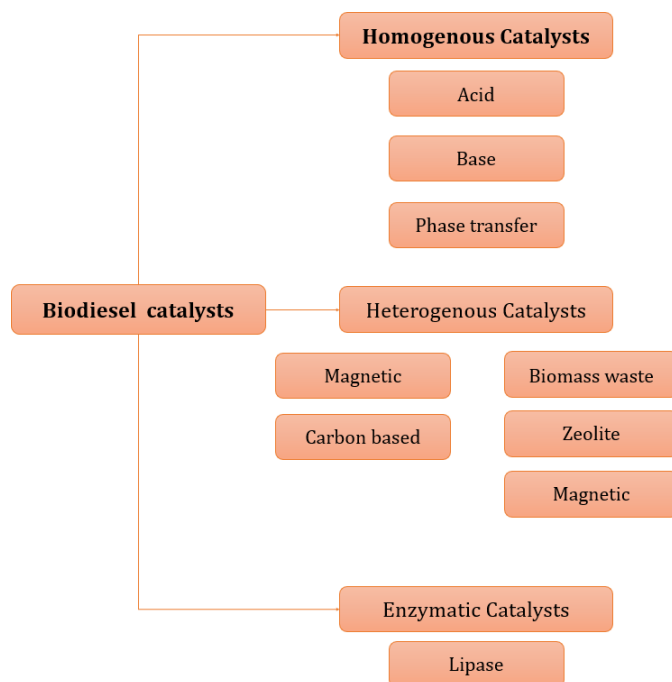 Homogenous Catalysts
Acid
Base
Phase transfer
Biodiesel catalysts
Heterogenous Catalysts
Magnetic
Biomass waste
Carbon based
Zeolite
Magnetic
Enzymatic Catalysts
Lipase